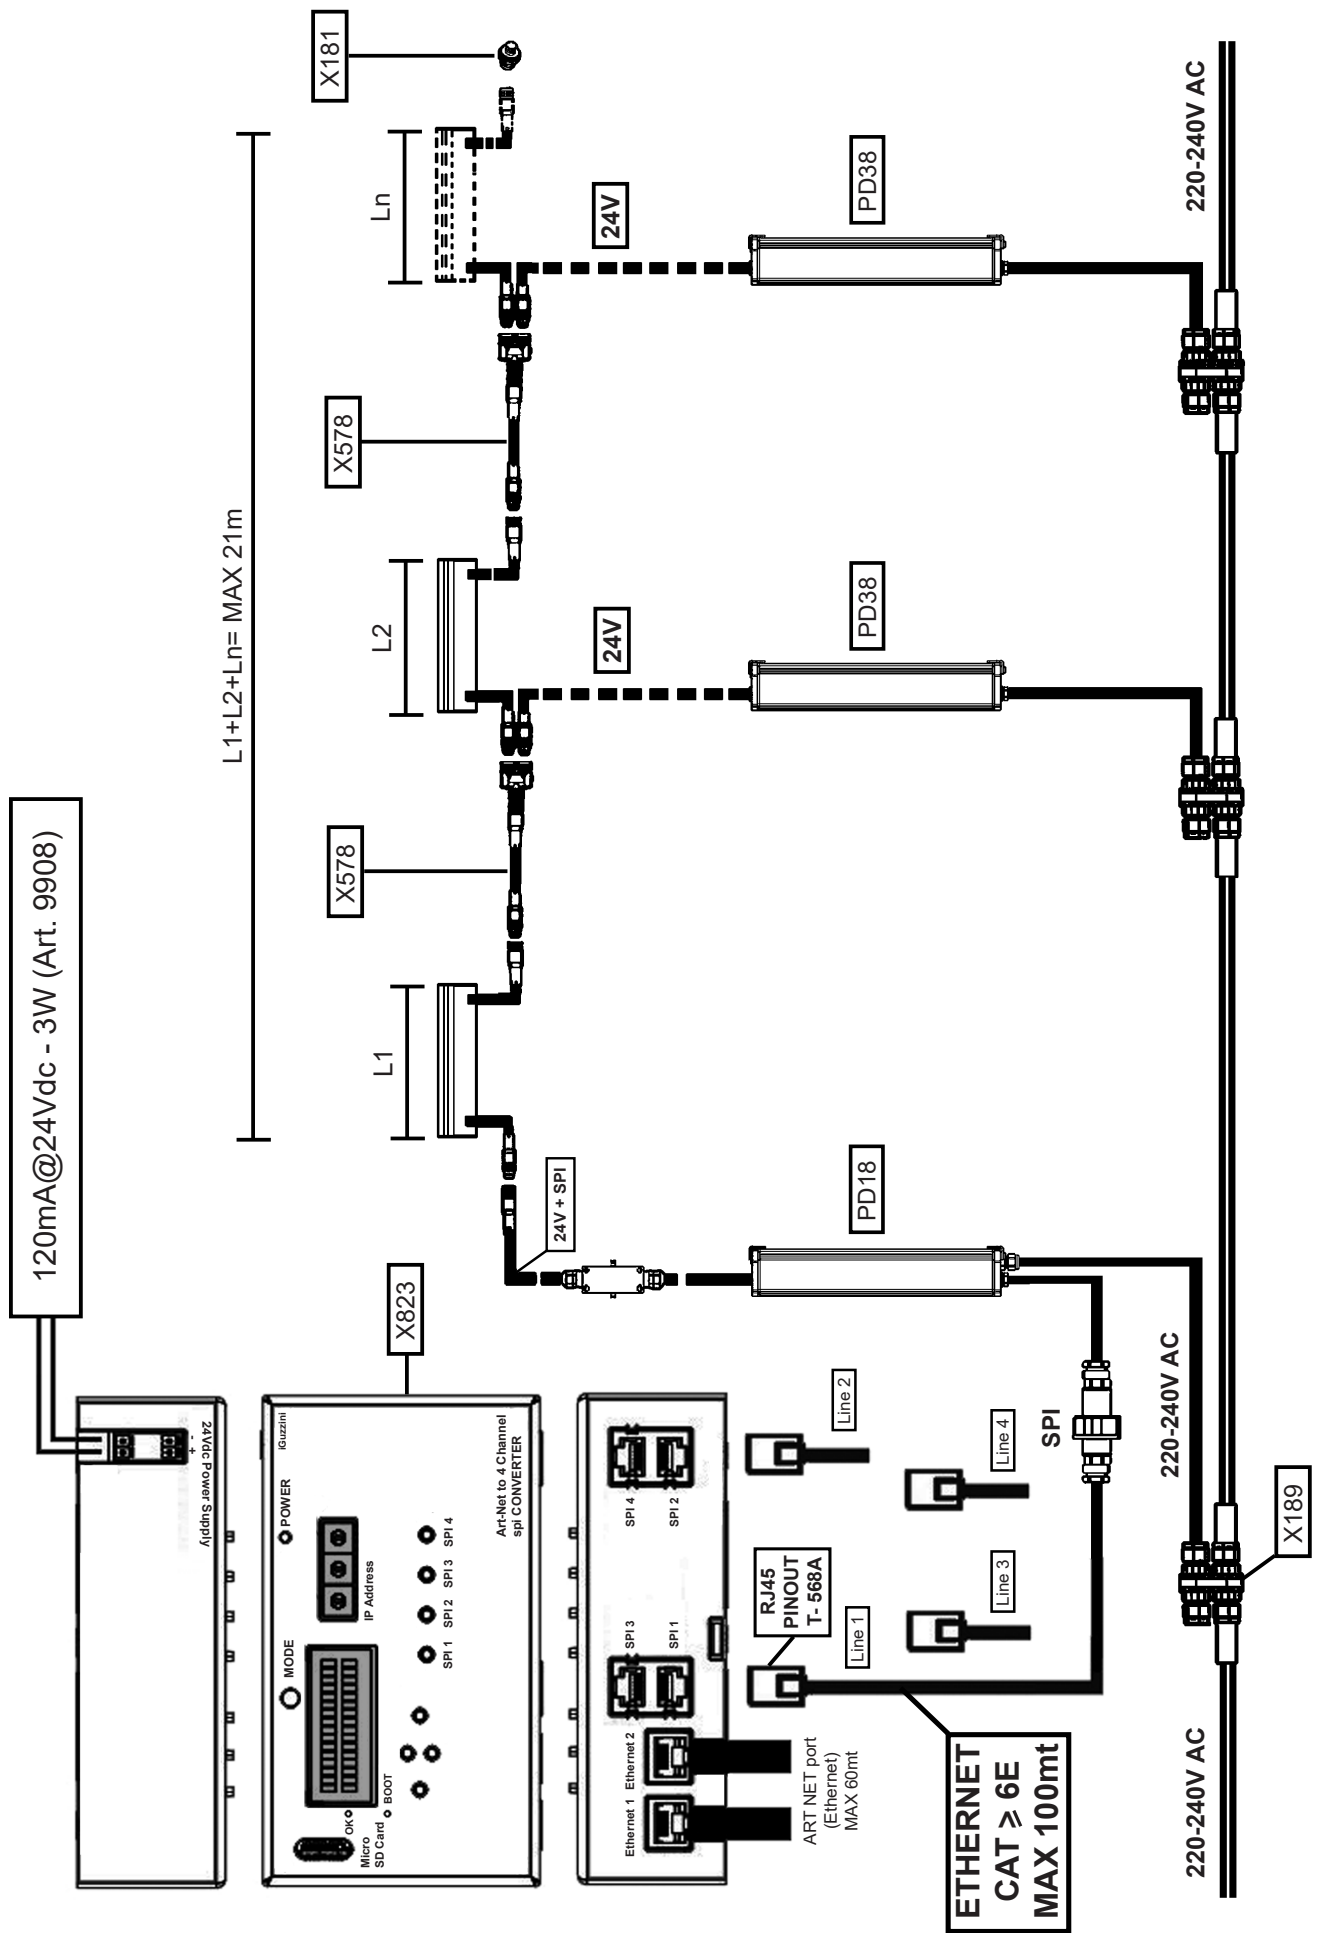 120mA@24Vdc - 3W (Art. 9908)
24Vdc Power Supply
- +
X823
iGuzzini
POWER
MODE
IP Address
OK
BOOT
Micro
SD Card
SPI 1
SPI 2
SPI 3
SPI 4
Art-Net to 4 Channel
spi CONVERTER
Ethernet 1
Ethernet 2
SPI 3
SPI 1
SPI 4
SPI 2
ART NET port
(Ethernet)
MAX 60mt
RJ45
PINOUT
T- 568A
Line 1
Line 2
Line 3
Line 4
ETHERNET
CAT ⩾ 6E
MAX 100mt
SPI
L1+L2+Ln= MAX 21m
L1
L2
Ln
X578
X578
X181
24V + SPI
24V
24V
PD18
PD38
PD38
220-240V AC
220-240V AC
220-240V AC
X189